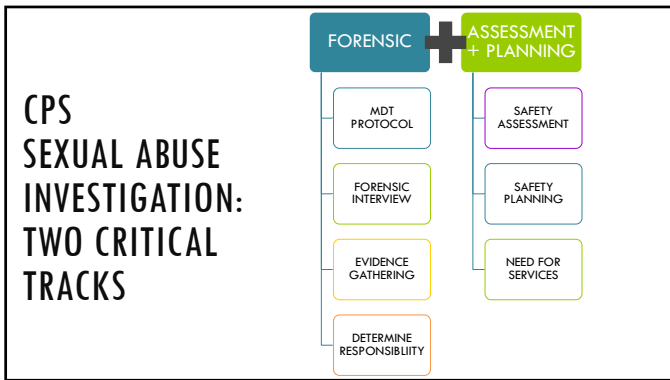 CPS
SEXUAL ABUSE
INVESTIGATION:
TWO CRITICAL
TRACKS
FORENSIC
MDT
PROTOCOL
FORENSIC
INTERVIEW
EVIDENCE
GATHERING
DETERMINE
RESPONSIBLIITY
ASSESSMENT
+ PLANNING
SAFETY
ASSESSMENT
SAFETY
PLANNING
NEED FOR
SERVICES